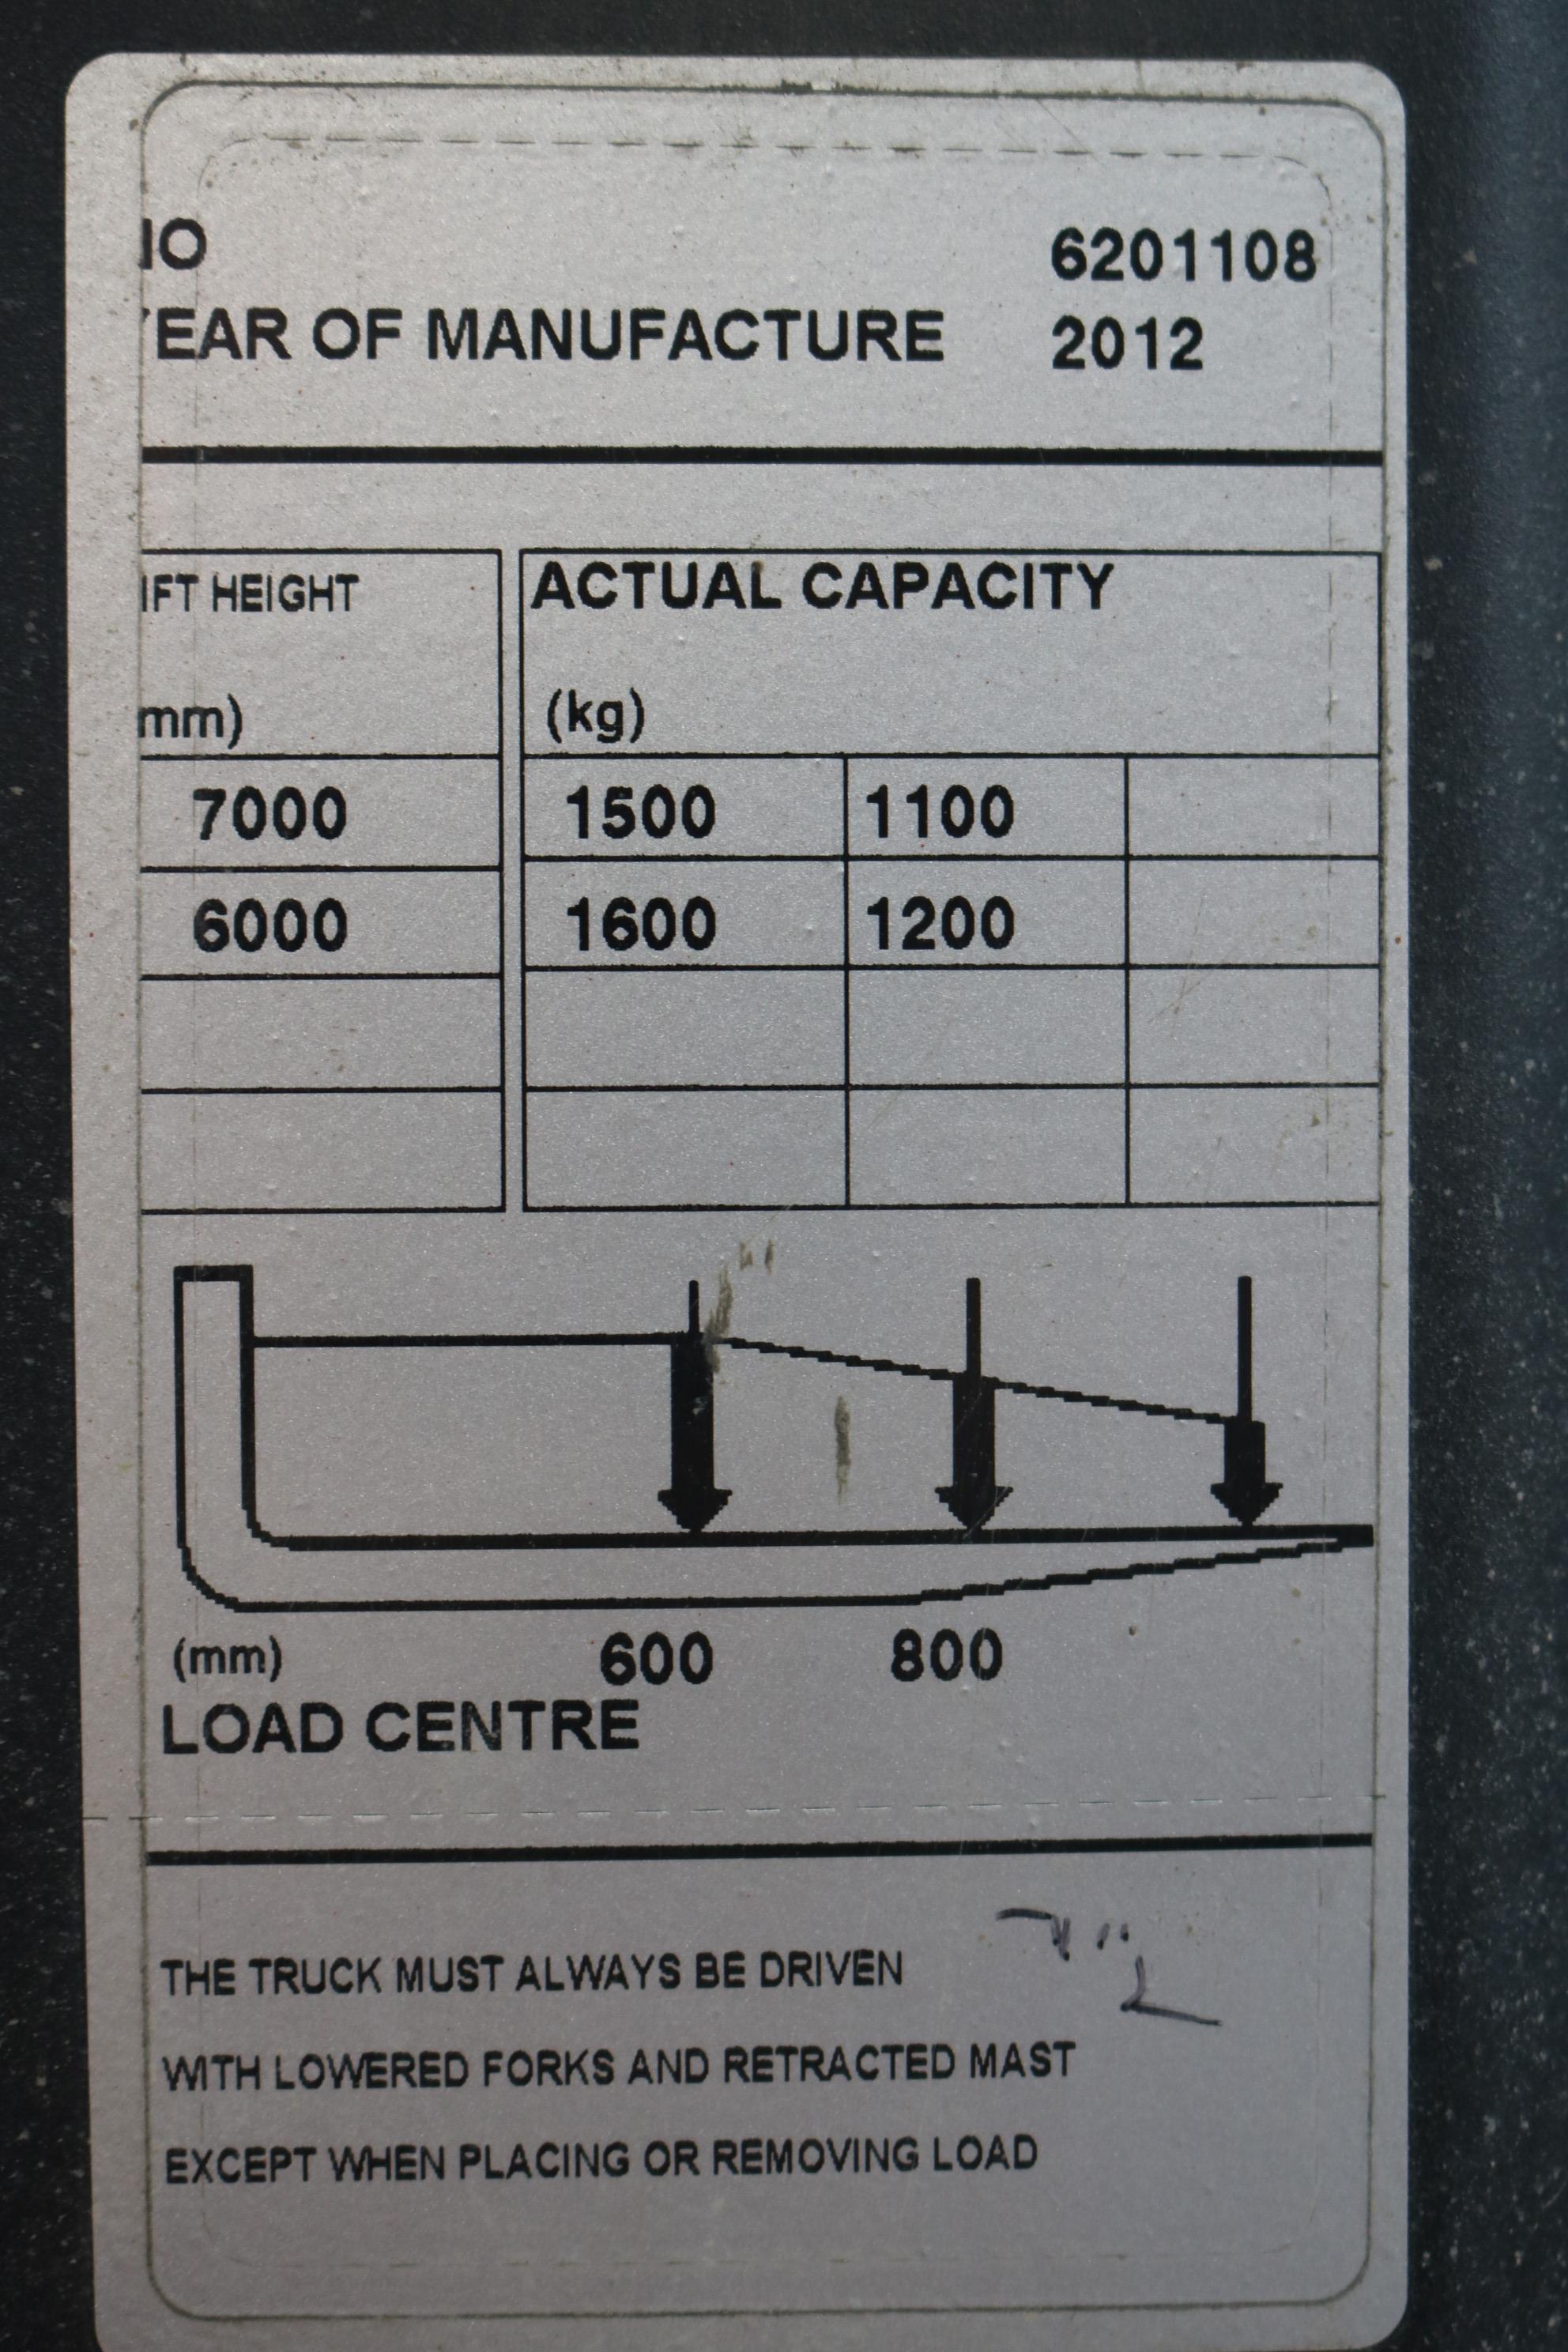 IO 6201108
EAR OF MANUFACTURE 2012
IFT HEIGHT ACTUAL CAPACITY
mm) (kg)
7000 1500 1100
6000 1600 1200
(mm) 600 800
LOAD CENTRE
THE TRUCK MUST ALWAYS BE DRIVEN
WITH LOWERED FORKS AND RETRACTED MAST
EXCEPT WHEN PLACING OR REMOVING LOAD